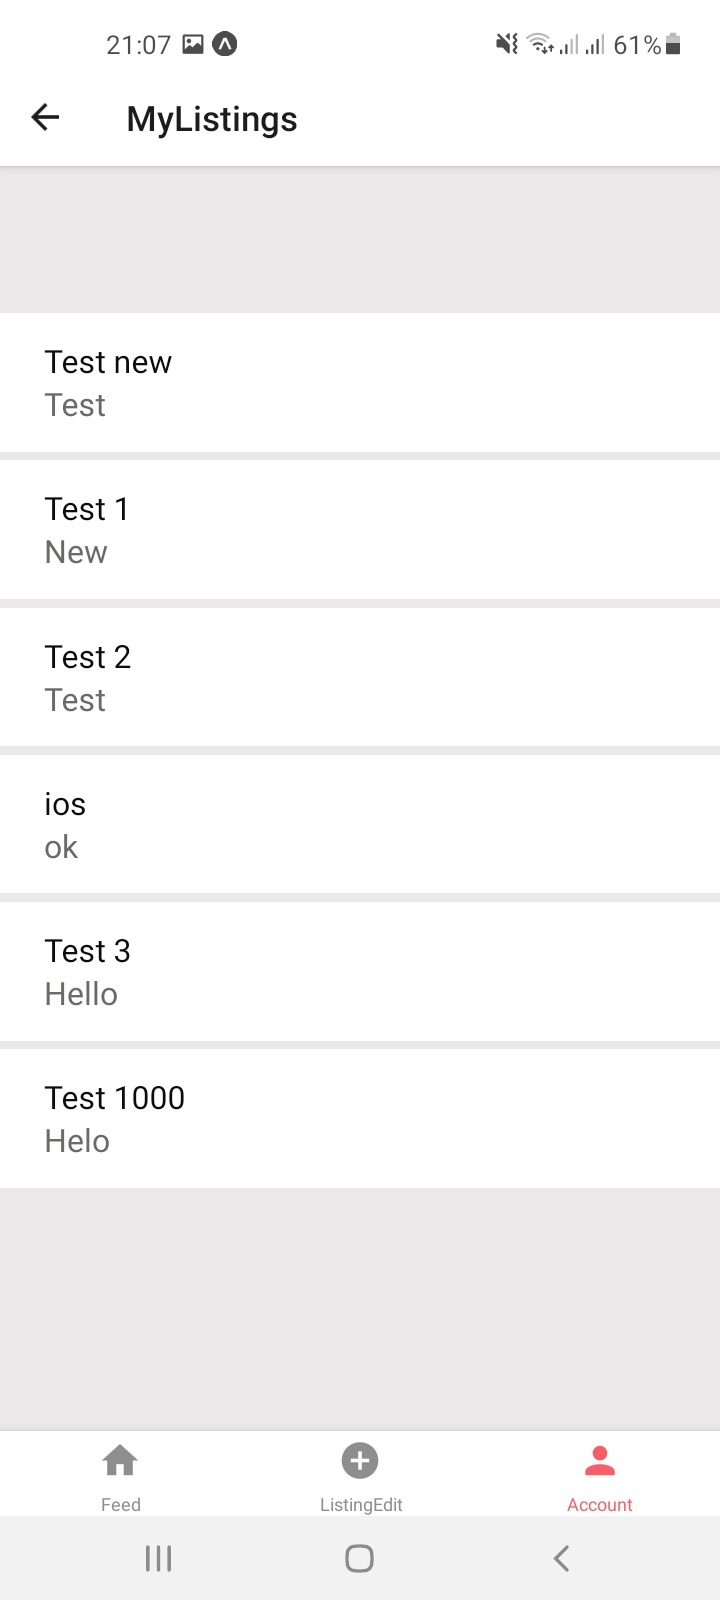 21:07 61%
MyListings
Test new
Test
Test 1
New
Test 2
Test
ios
ok
Test 3
Hello
Test 1000
Helo
Feed ListingEdit Account